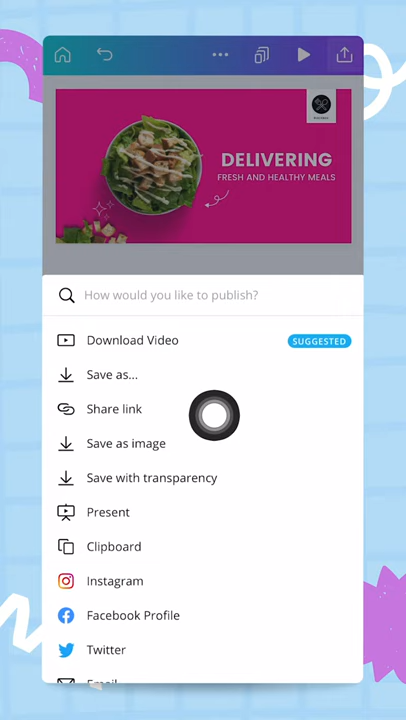 DELIVERING
FRESH AND HEALTHY MEALS
How would you like to publish?
Download Video
SUGGESTED
Save as...
Share link
Save as image
Save with transparency
Present
Clipboard
Instagram
Facebook Profile
Twitter
Email